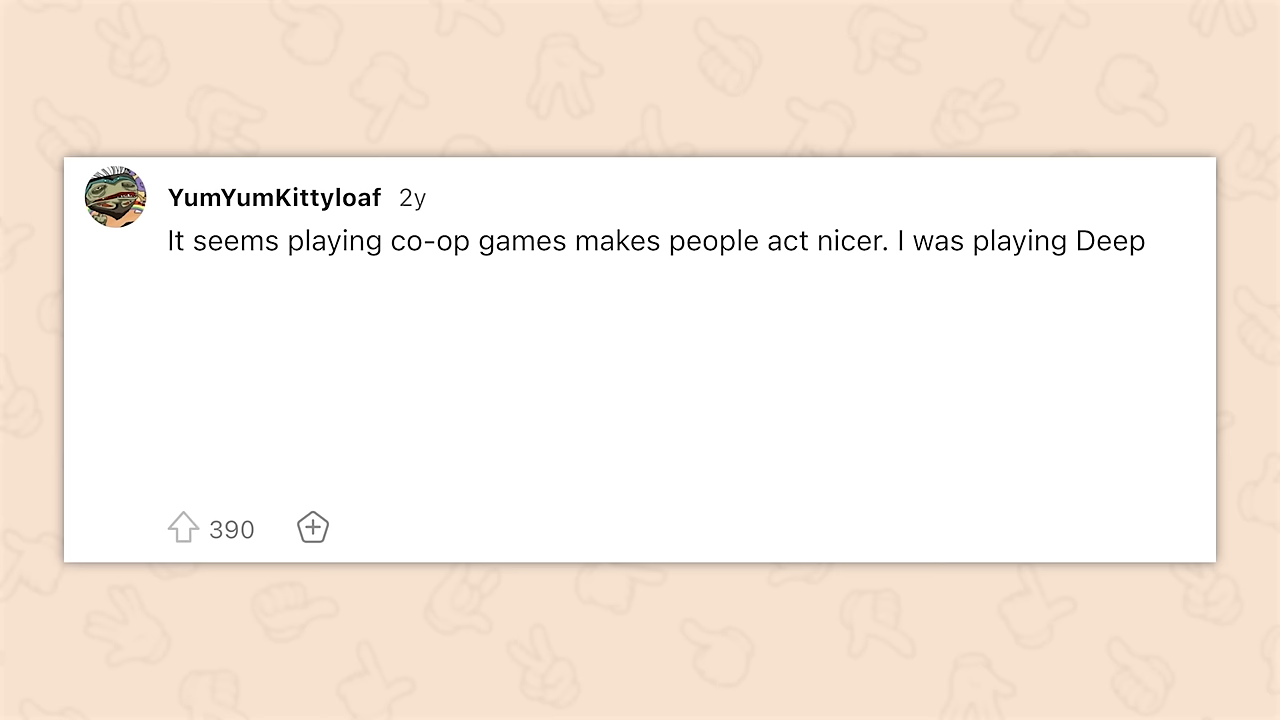 YumYumKittyloaf 2y
It seems playing co-op games makes people act nicer. I was playing Deep
390